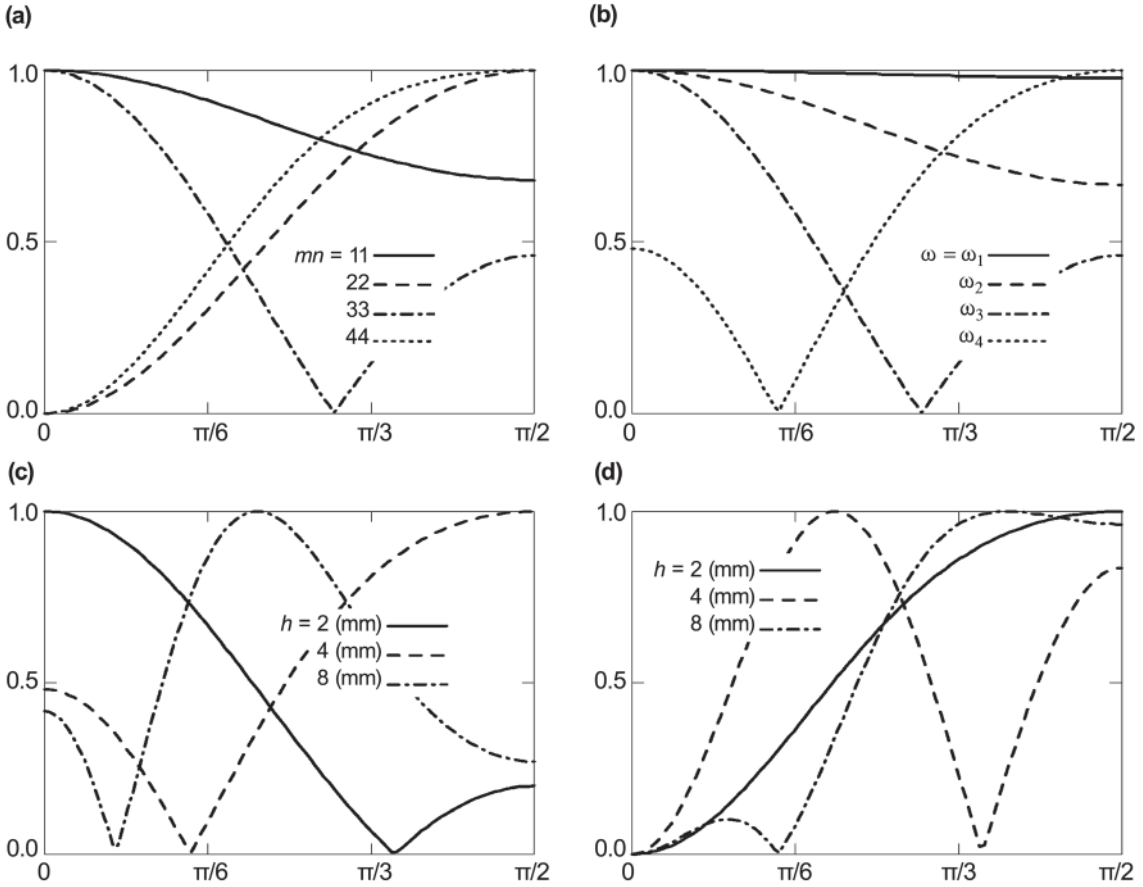 (a)
1.0
0.5
0.0
mn = 11
22
33
44
0 π/6 π/3 π/2
(b)
1.0
0.5
0.0
ω = ω1
ω2
ω3
ω4
0 π/6 π/3 π/2
(c)
1.0
0.5
0.0
h = 2 (mm)
4 (mm)
8 (mm)
0 π/6 π/3 π/2
(d)
1.0
0.5
0.0
h = 2 (mm)
4 (mm)
8 (mm)
0 π/6 π/3 π/2